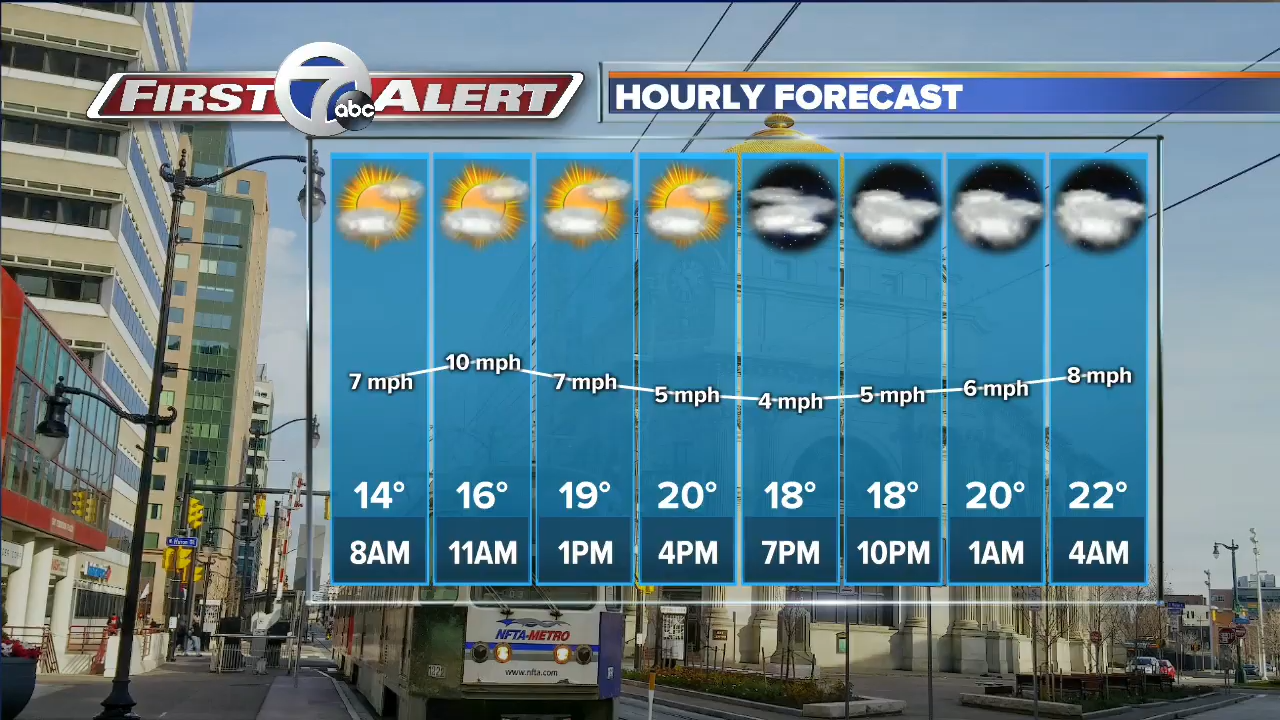 FIRST 7 abc ALERT
HOURLY FORECAST
7 mph 10 mph 7 mph 5 mph 4 mph 5 mph 6 mph 8 mph
14° 16° 19° 20° 18° 18° 20° 22°
8AM 11AM 1PM 4PM 7PM 10PM 1AM 4AM
NFTA-METRO
www.nfta.com